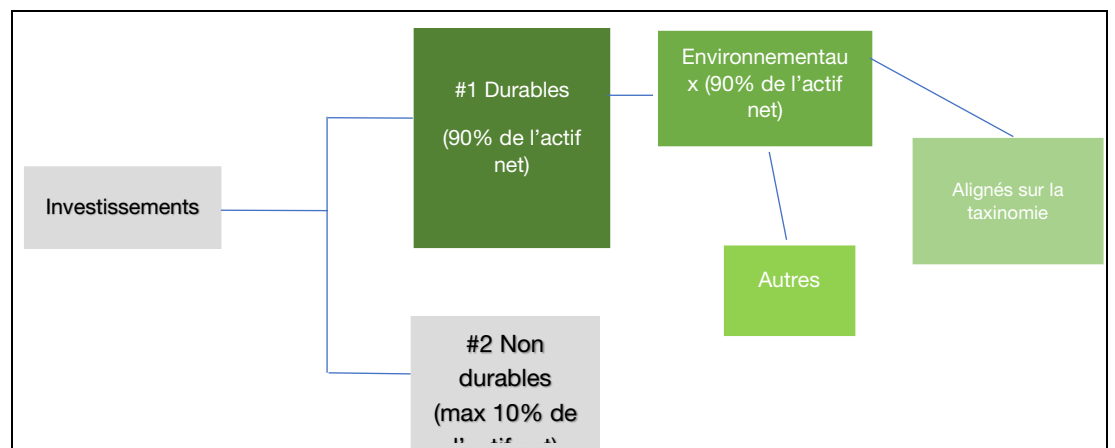 Investissements
#1 Durables
(90% de l'actif
net)
Environnementau
x (90% de l'actif
net)
Alignés sur la
taxinomie
Autres
#2 Non
durables
(max 10% de